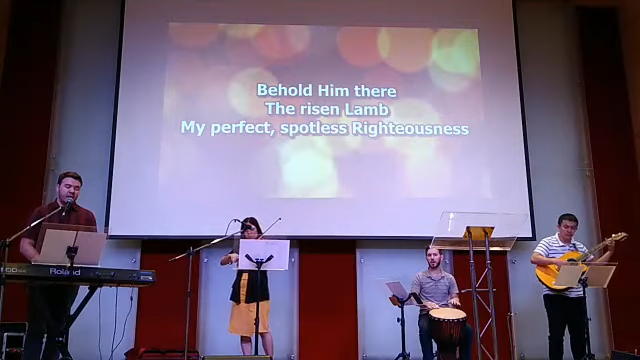 Behold Him there
The risen Lamb
My perfect, spotless Righteousness
Roland